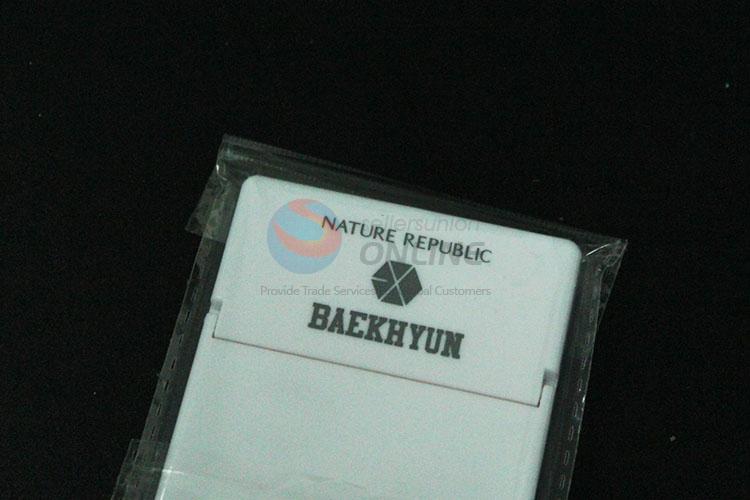 NATURE REPUBLIC
sellersunion
ONLINE
Provide Trade Services Global Customers
BAEKHYUN